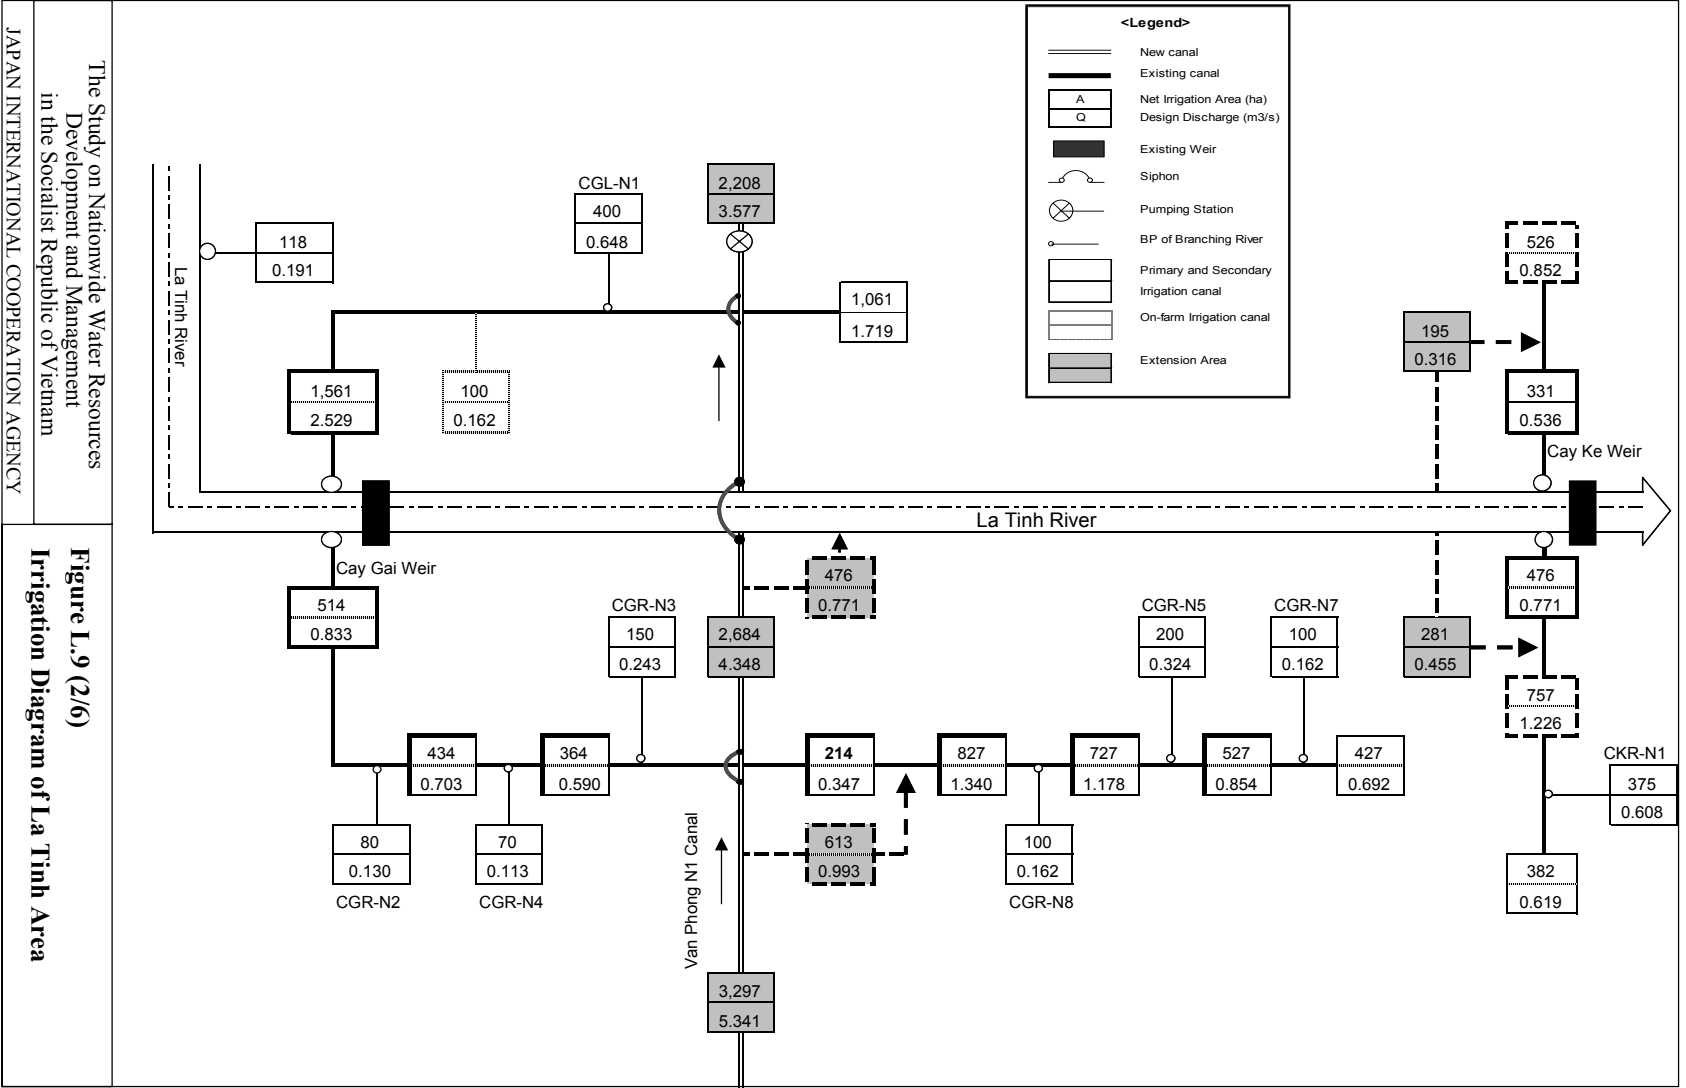 <Legend>
New canal
Existing canal
A
Q
Net Irrigation Area (ha)
Design Discharge (m3/s)
Existing Weir
Siphon
Pumping Station
BP of Branching River
Primary and Secondary
Irrigation canal
On-farm Irrigation canal
Extension Area
The Study on Nationwide Water Resources
Development and Management
in the Socialist Republic of Vietnam
JAPAN INTERNATIONAL COOPERATION AGENCY
Figure L.9 (2/6)
Irrigation Diagram of La Tinh Area
La Tinh River
118
0.191
CGL-N1
400
0.648
2,208
3.577
1,061
1.719
1,561
2.529
100
0.162
526
0.852
195
0.316
331
0.536
Cay Ke Weir
La Tinh River
Cay Gai Weir
514
0.833
476
0.771
476
0.771
CGR-N3
150
0.243
2,684
4.348
CGR-N5
200
0.324
CGR-N7
100
0.162
281
0.455
757
1.226
434
0.703
364
0.590
214
0.347
827
1.340
727
1.178
527
0.854
427
0.692
CKR-N1
375
0.608
80
0.130
CGR-N2
70
0.113
CGR-N4
Van Phong N1 Canal
613
0.993
100
0.162
CGR-N8
382
0.619
3,297
5.341